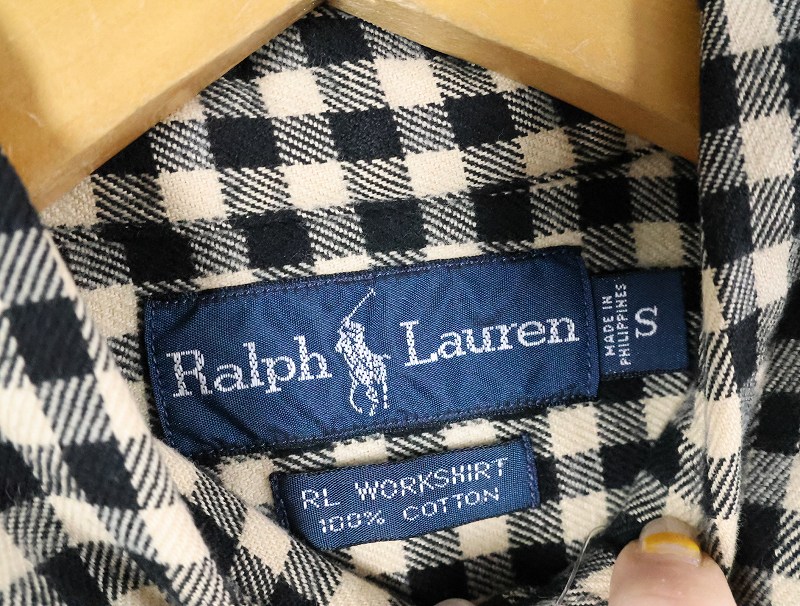 Ralph Lauren
MADE IN
PHILIPPINES
S
RL WORKSHIRT
100% COTTON